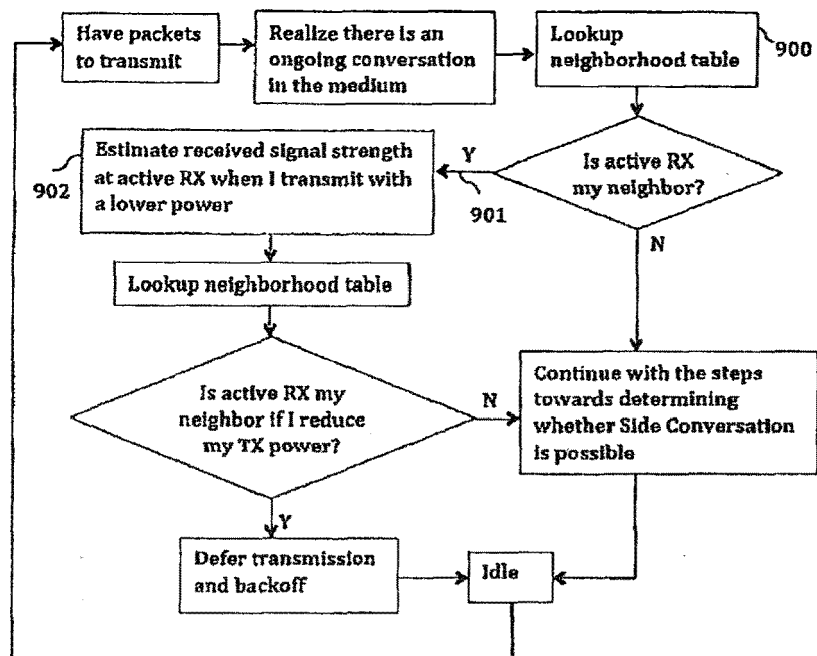 Have packets
to transmit
Realize there is an
ongoing conversation
in the medium
Lookup
neighborhood table
900
Is active RX
my neighbor?
Y
901
N
Estimate received signal strength
at active RX when I transmit with
a lower power
902
Lookup neighborhood table
Is active RX my
neighbor if I reduce
my TX power?
N
Y
Continue with the steps
towards determining
whether Side Conversation
is possible
Defer transmission
and backoff
Idle